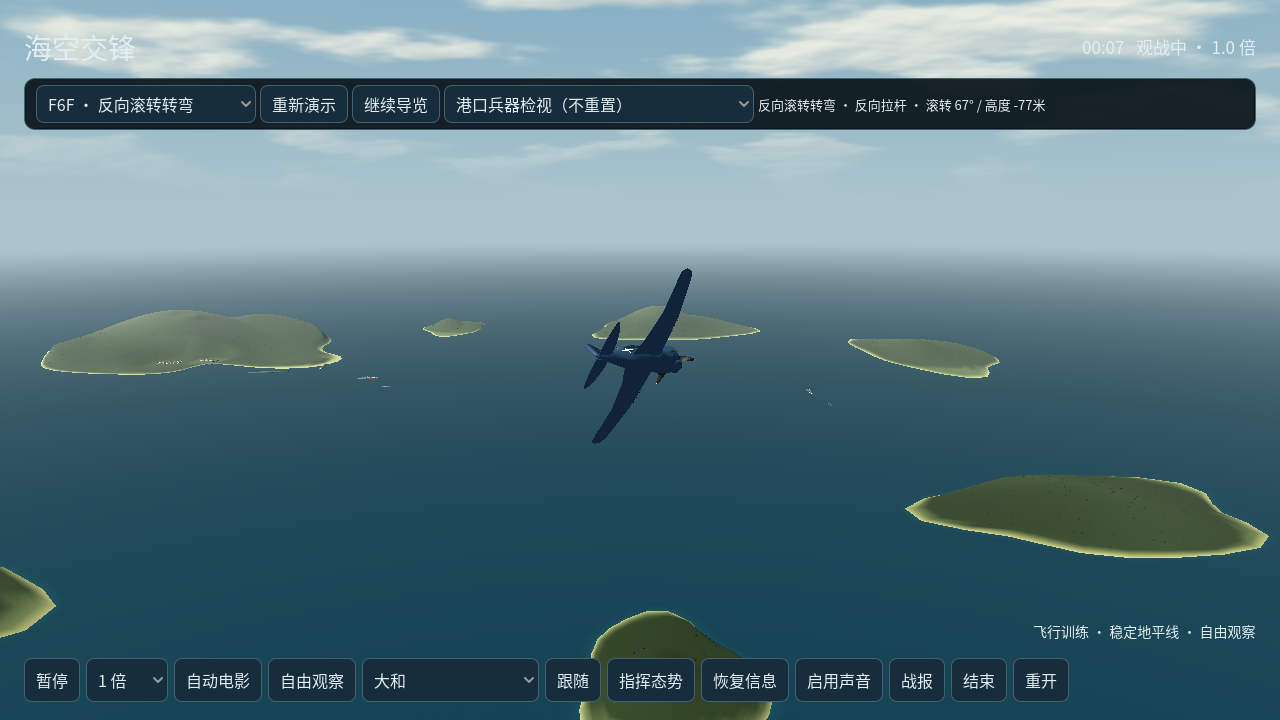 海空交锋
00:07 观战中 · 1.0 倍
F6F · 反向滚转转弯 重新演示 继续导览 港口兵器检视（不重置） 反向滚转转弯 · 反向拉杆 · 滚转 67° / 高度 -77米
飞行训练 · 稳定地平线 · 自由观察
暂停 1 倍 自动电影 自由观察 大和 跟随 指挥态势 恢复信息 启用声音 战报 结束 重开